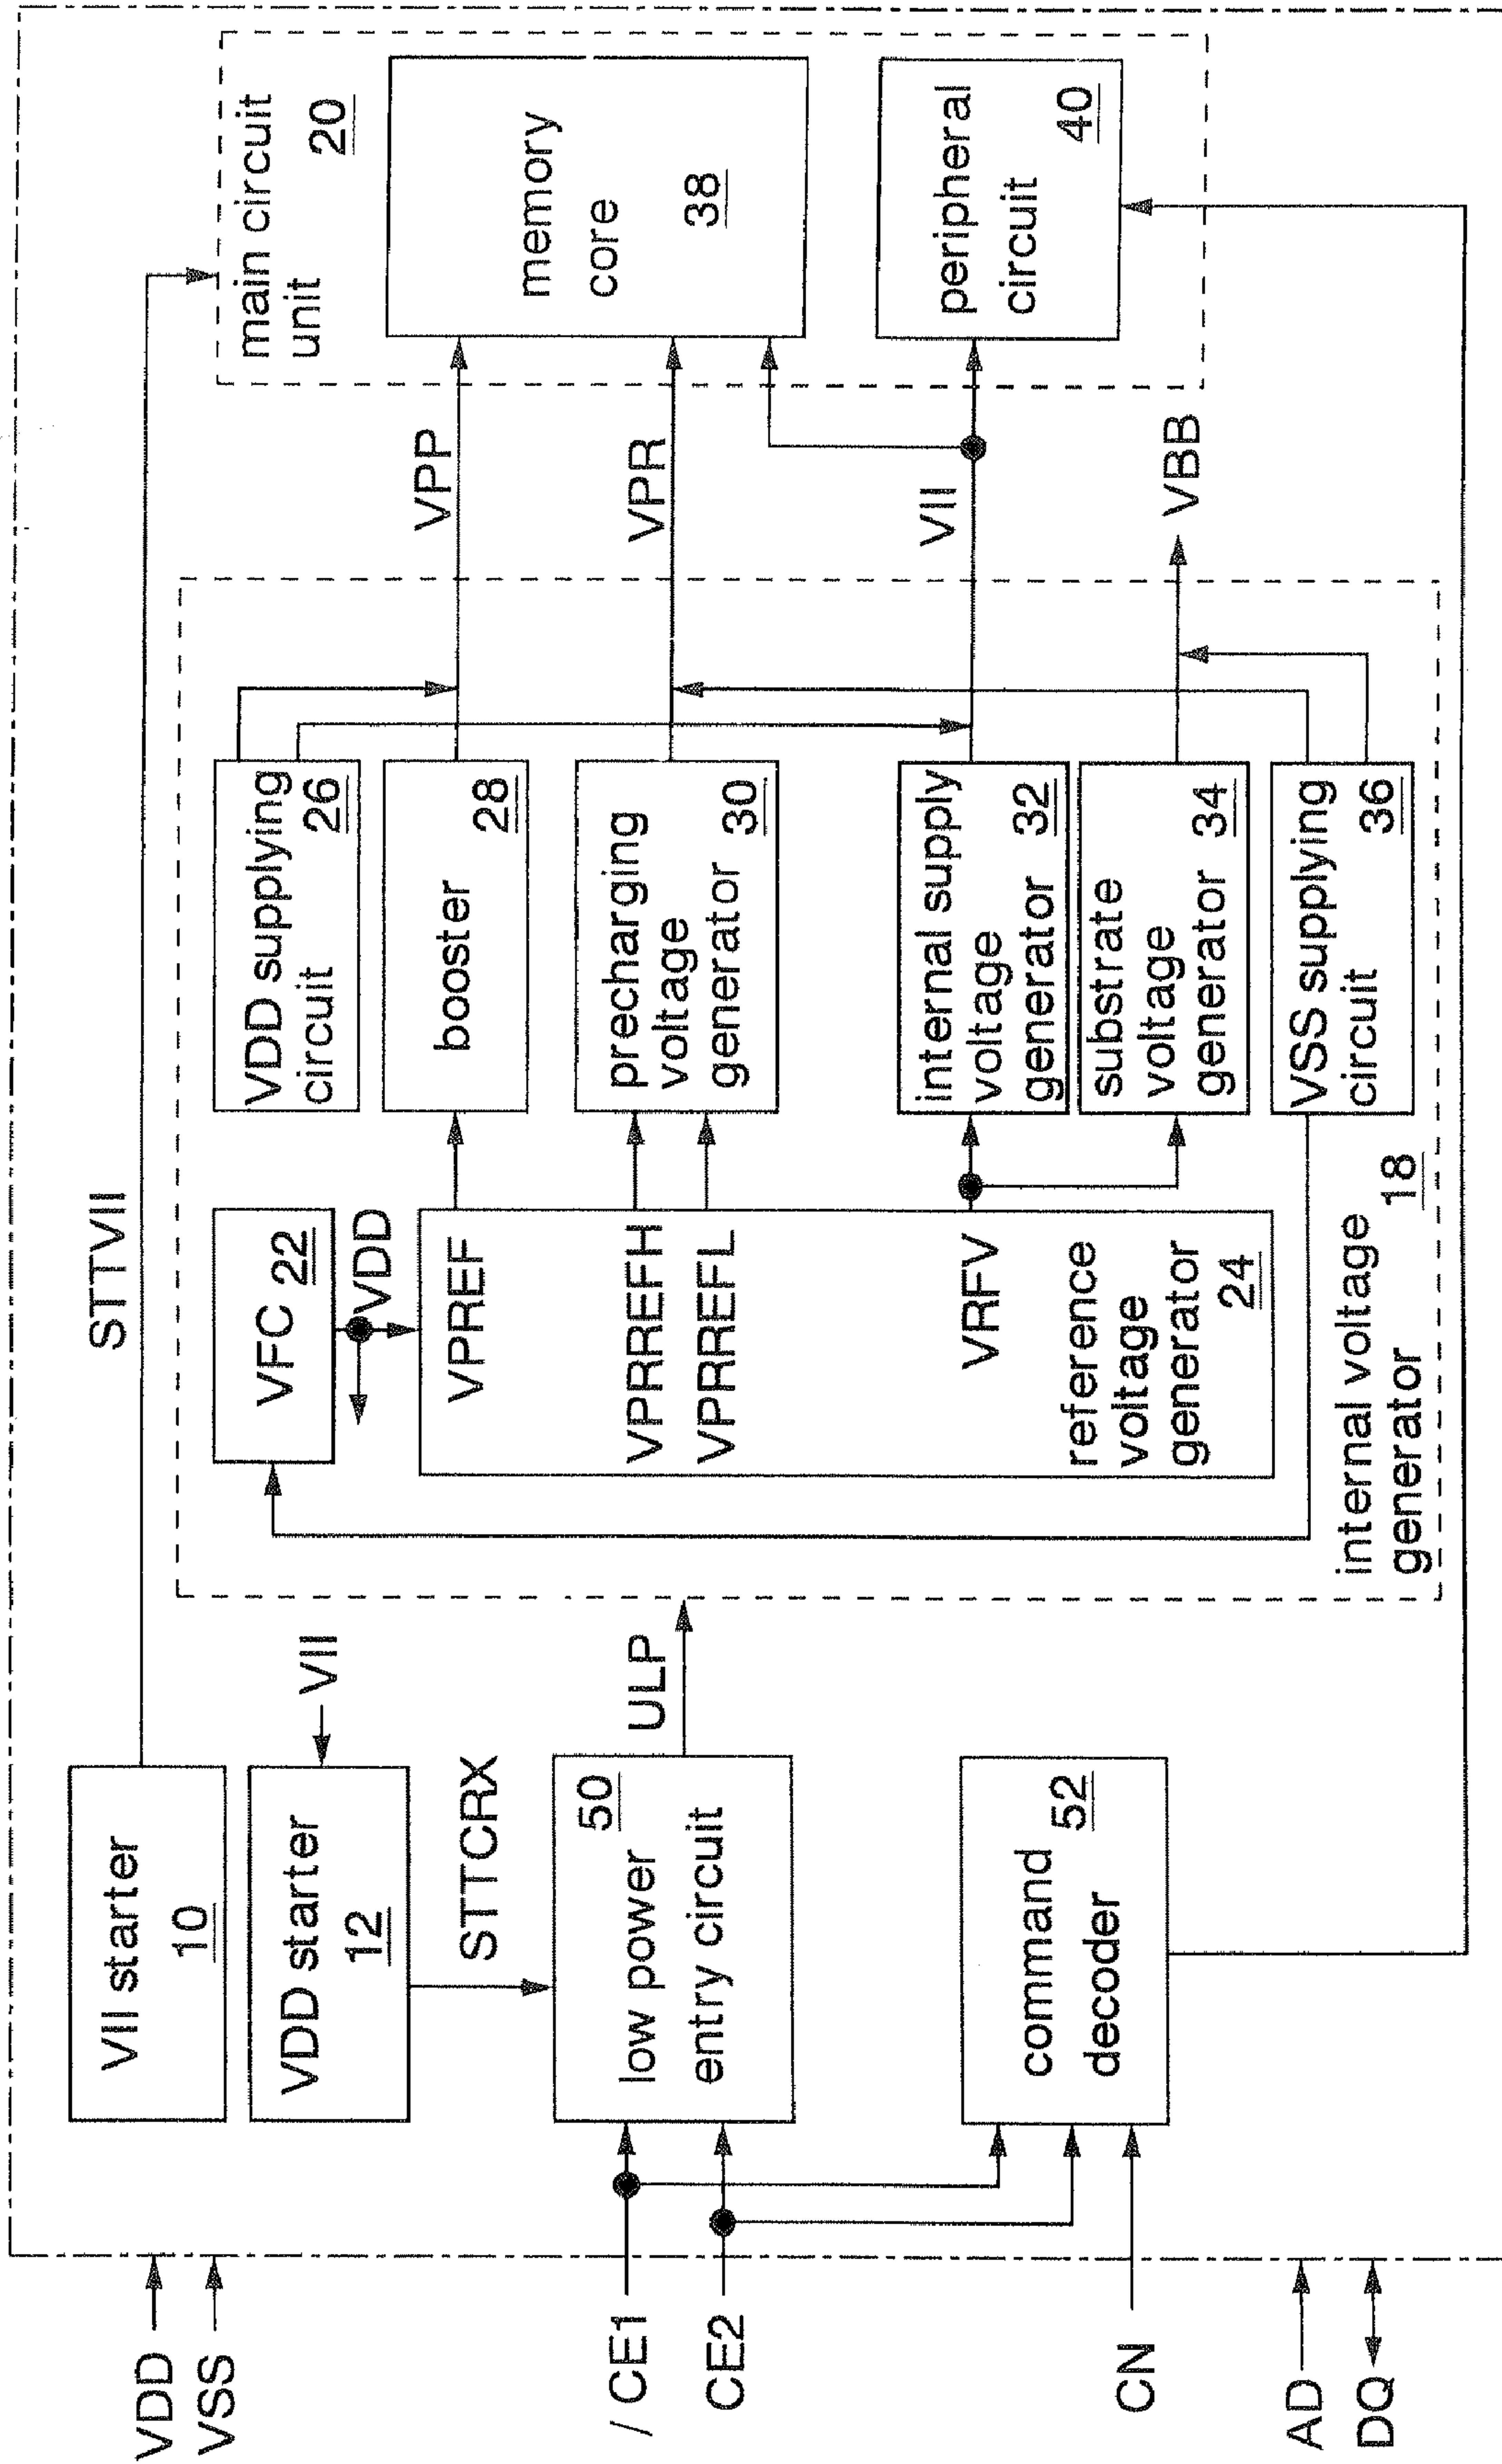 VDD
VSS
/ CE1
CE2
CN
AD
DQ
VII starter
10
VDD starter
12
VII
STTCRX
50
low power
entry circuit
ULP
command
decoder
52
STTVII
VFC 22
VDD
VPREF
VPRREFH
VPRREFL
VRFV
reference
voltage
generator
24
internal voltage
generator
18
VDD supplying
circuit
26
booster
28
precharging
voltage
generator
30
internal supply
voltage
generator 32
substrate
voltage
generator 34
VSS supplying
circuit
36
VPP
VPR
VII
VBB
main circuit
unit
20
memory
core
38
peripheral
circuit
40